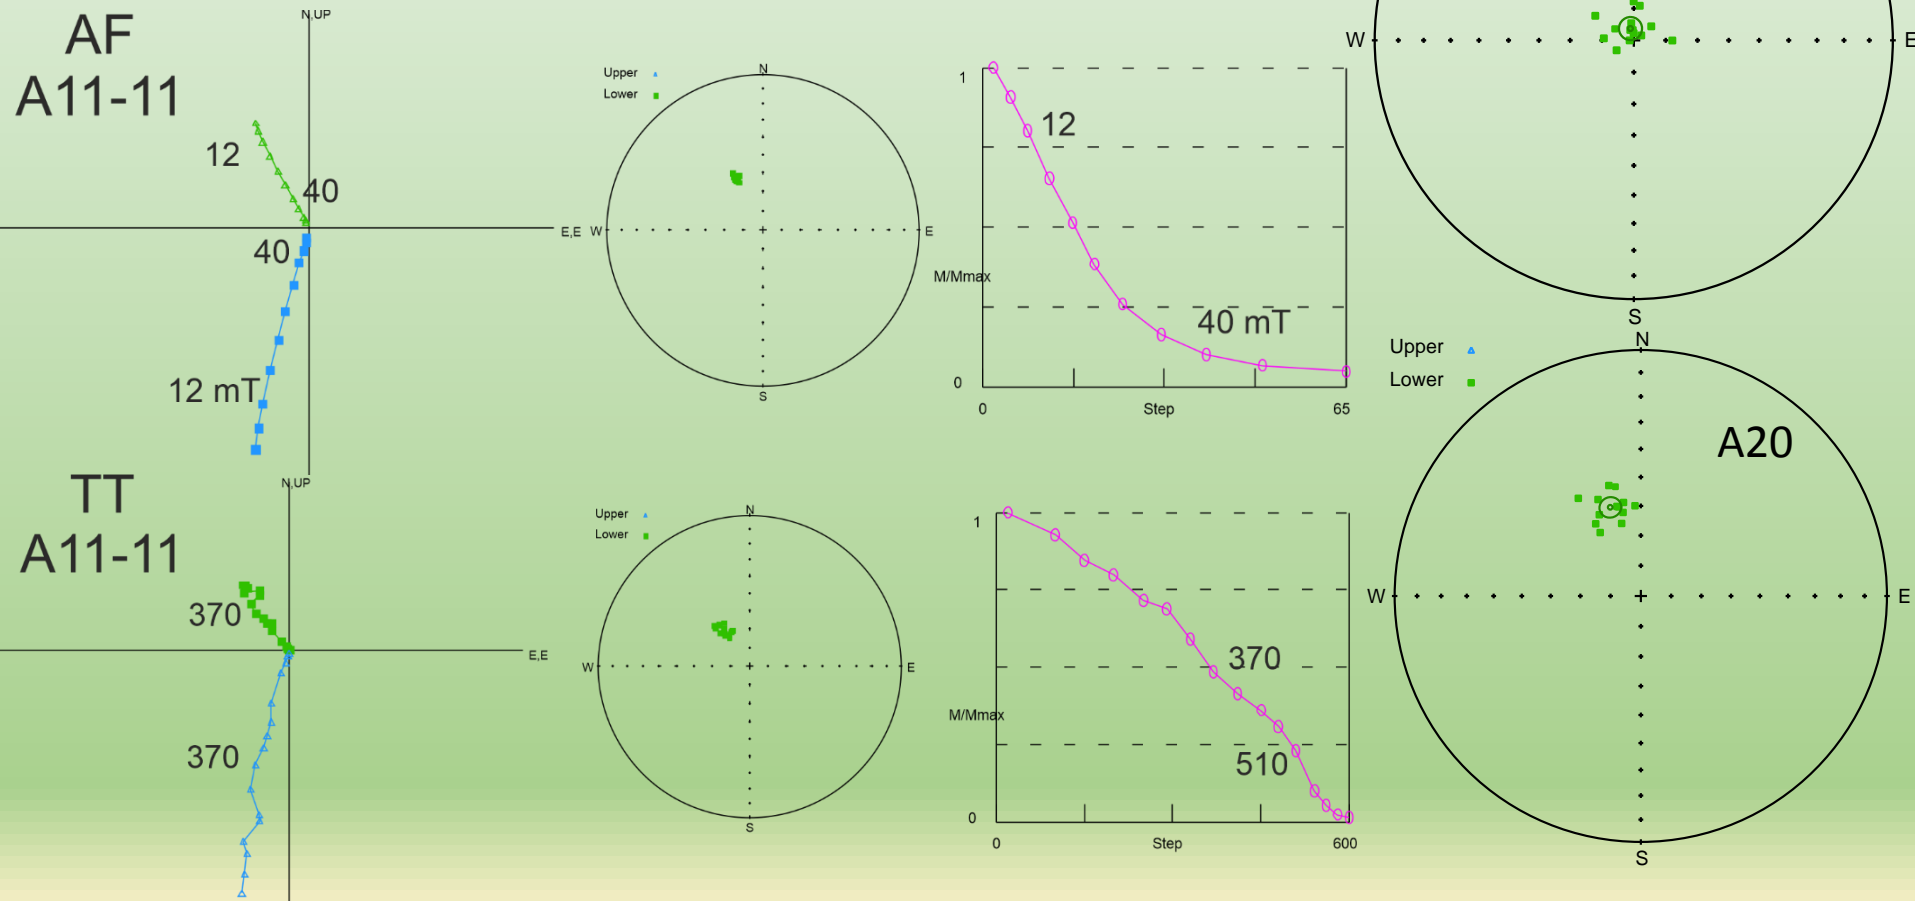 AF
A11-11
N,UP
12
40
40
12 mT
E,E
Upper
Lower
N
W
E
S
1
12
M/Mmax
40 mT
0
0
Step
65
W
E
S
TT
A11-11
N,UP
370
370
E,E
Upper
Lower
N
W
E
S
1
370
M/Mmax
510
0
0
Step
600
Upper
Lower
N
A20
W
E
S